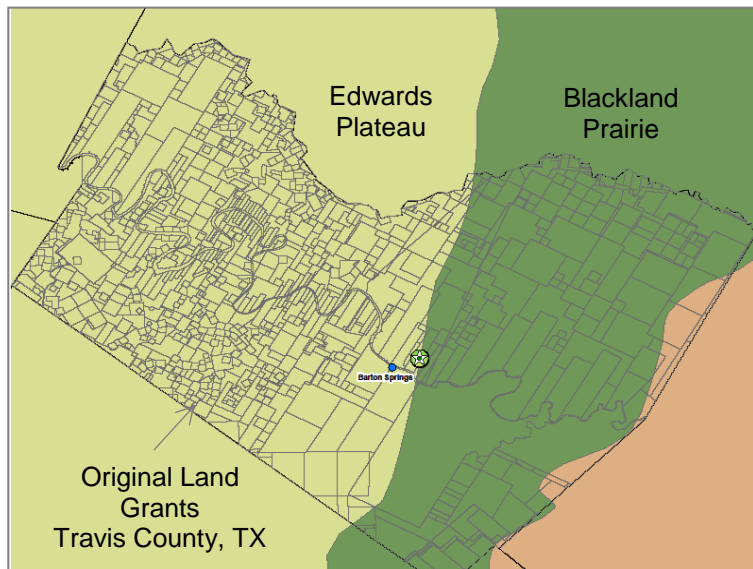 Edwards
Plateau
Blackland
Prairie
Barton Springs
Original Land
Grants
Travis County, TX